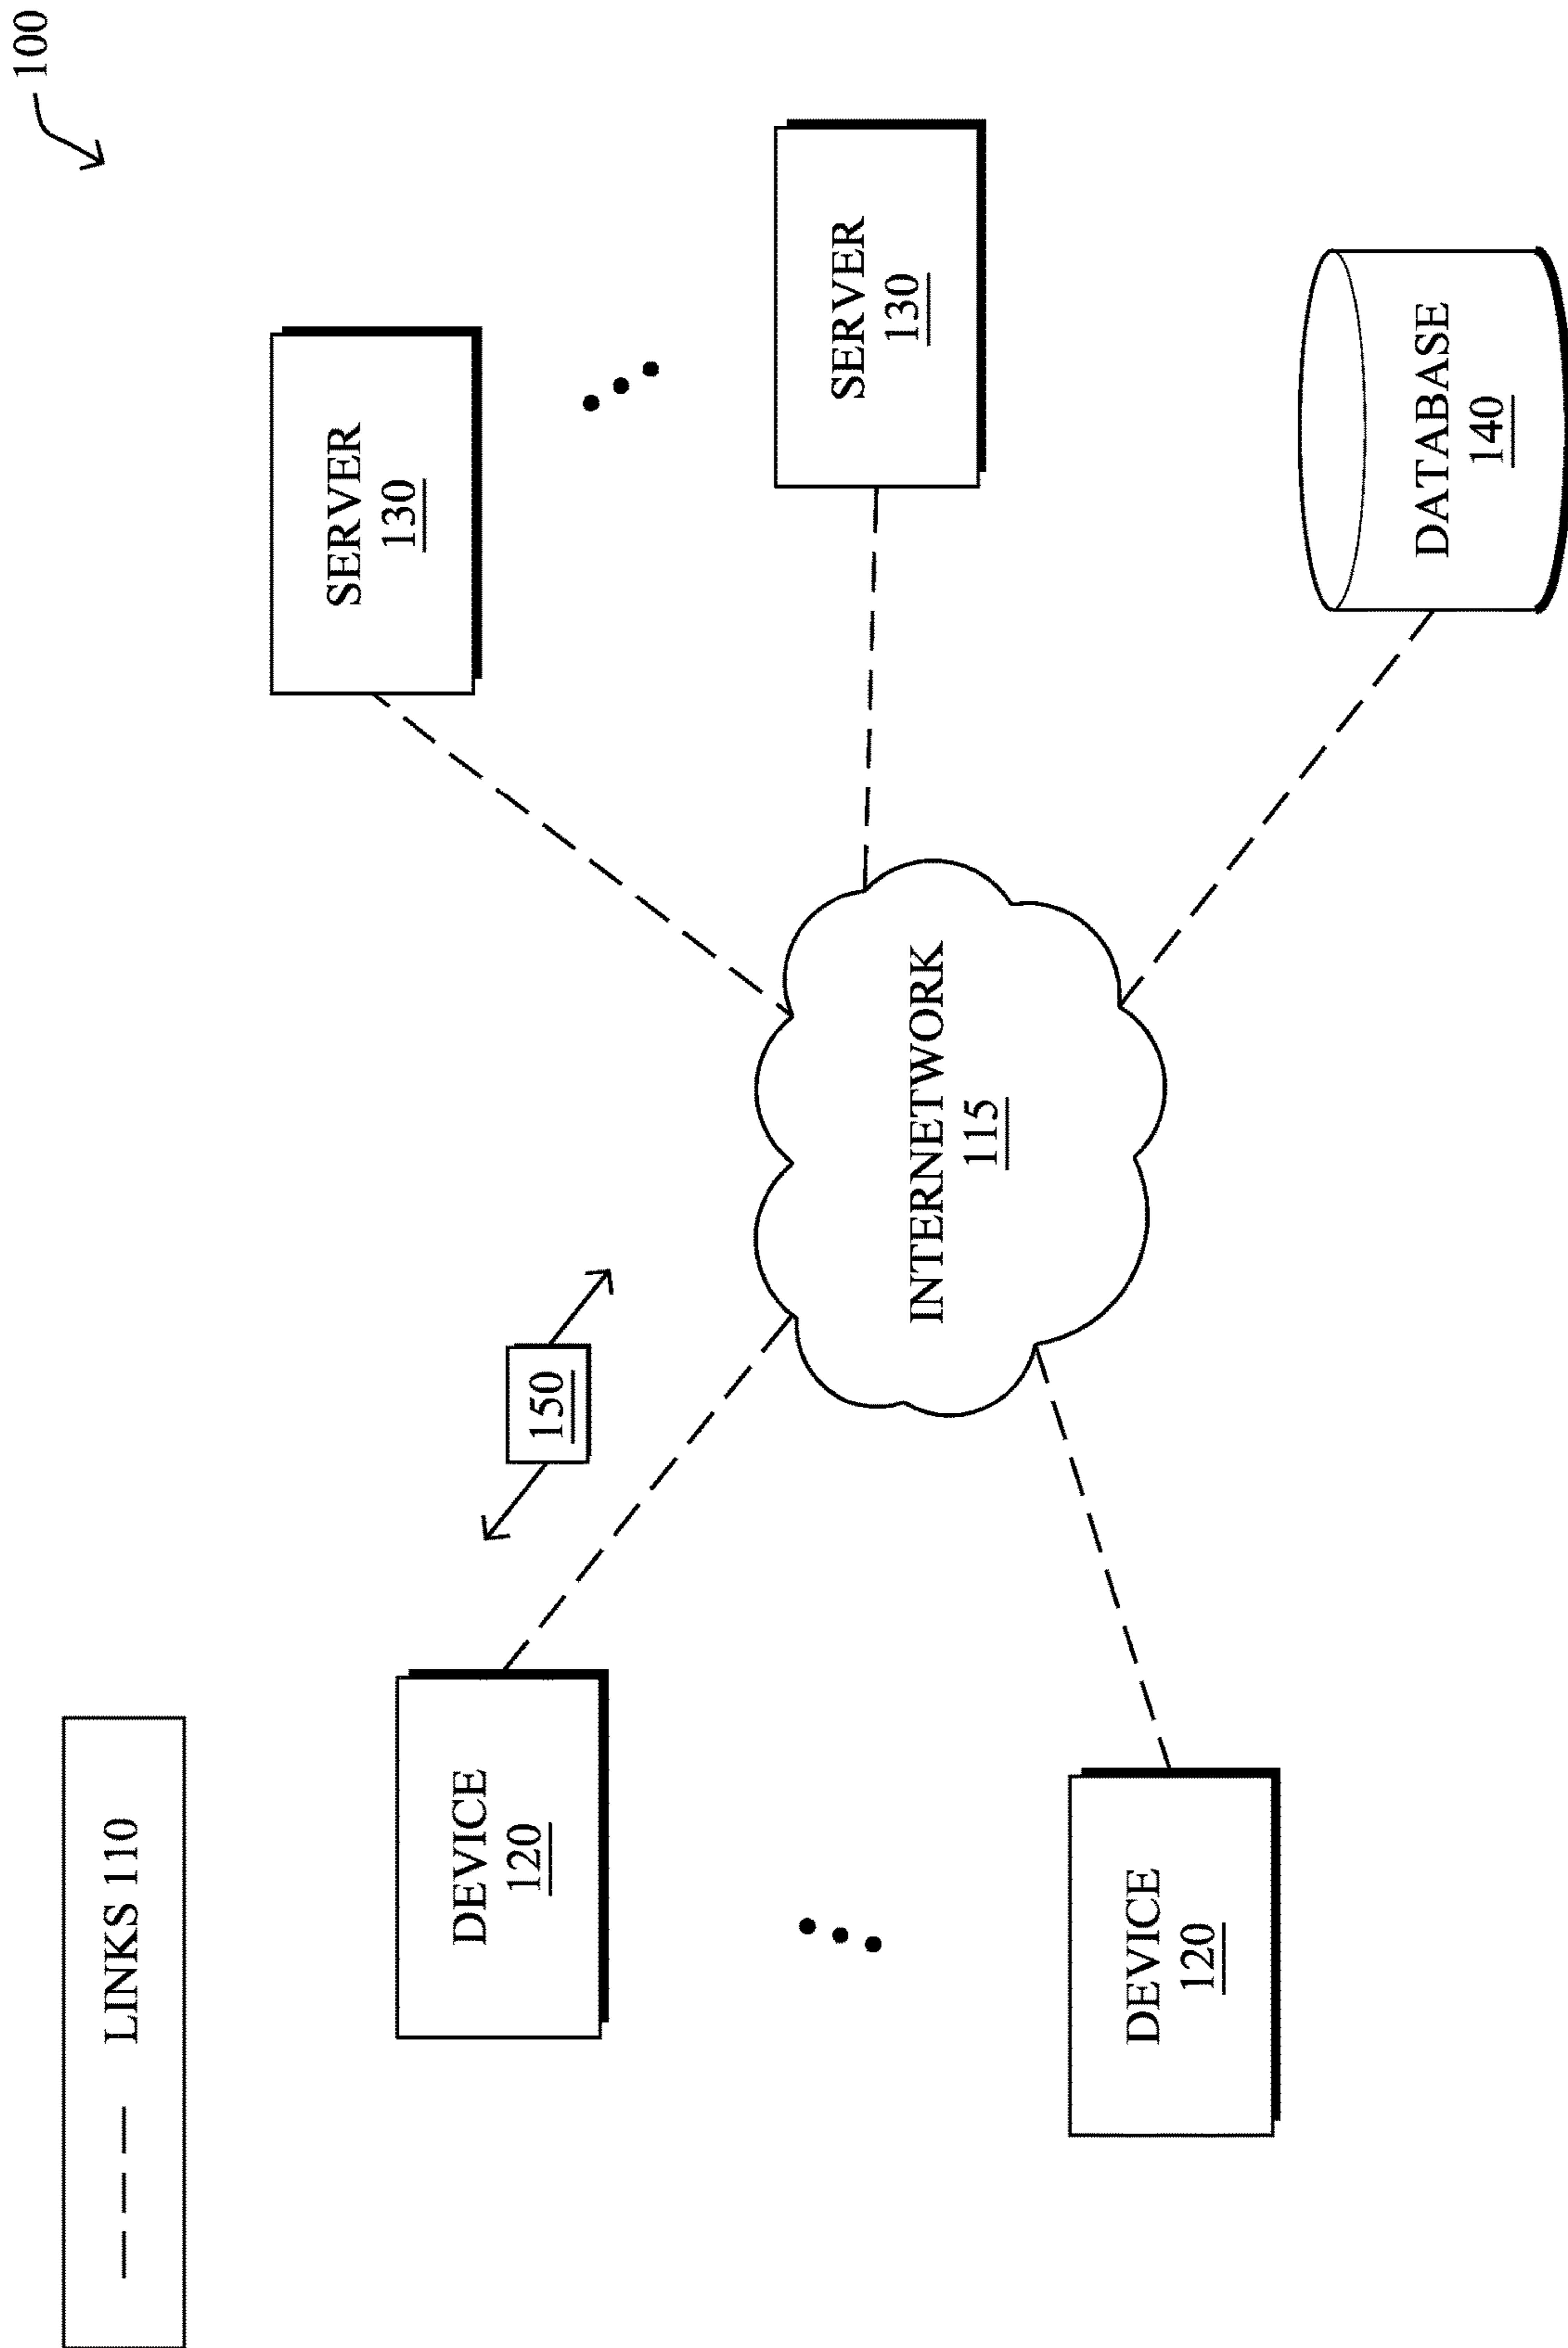 100
LINKS 110
SERVER
130
DEVICE
120
150
SERVER
130
INTERNETWORK
115
DEVICE
120
DATABASE
140